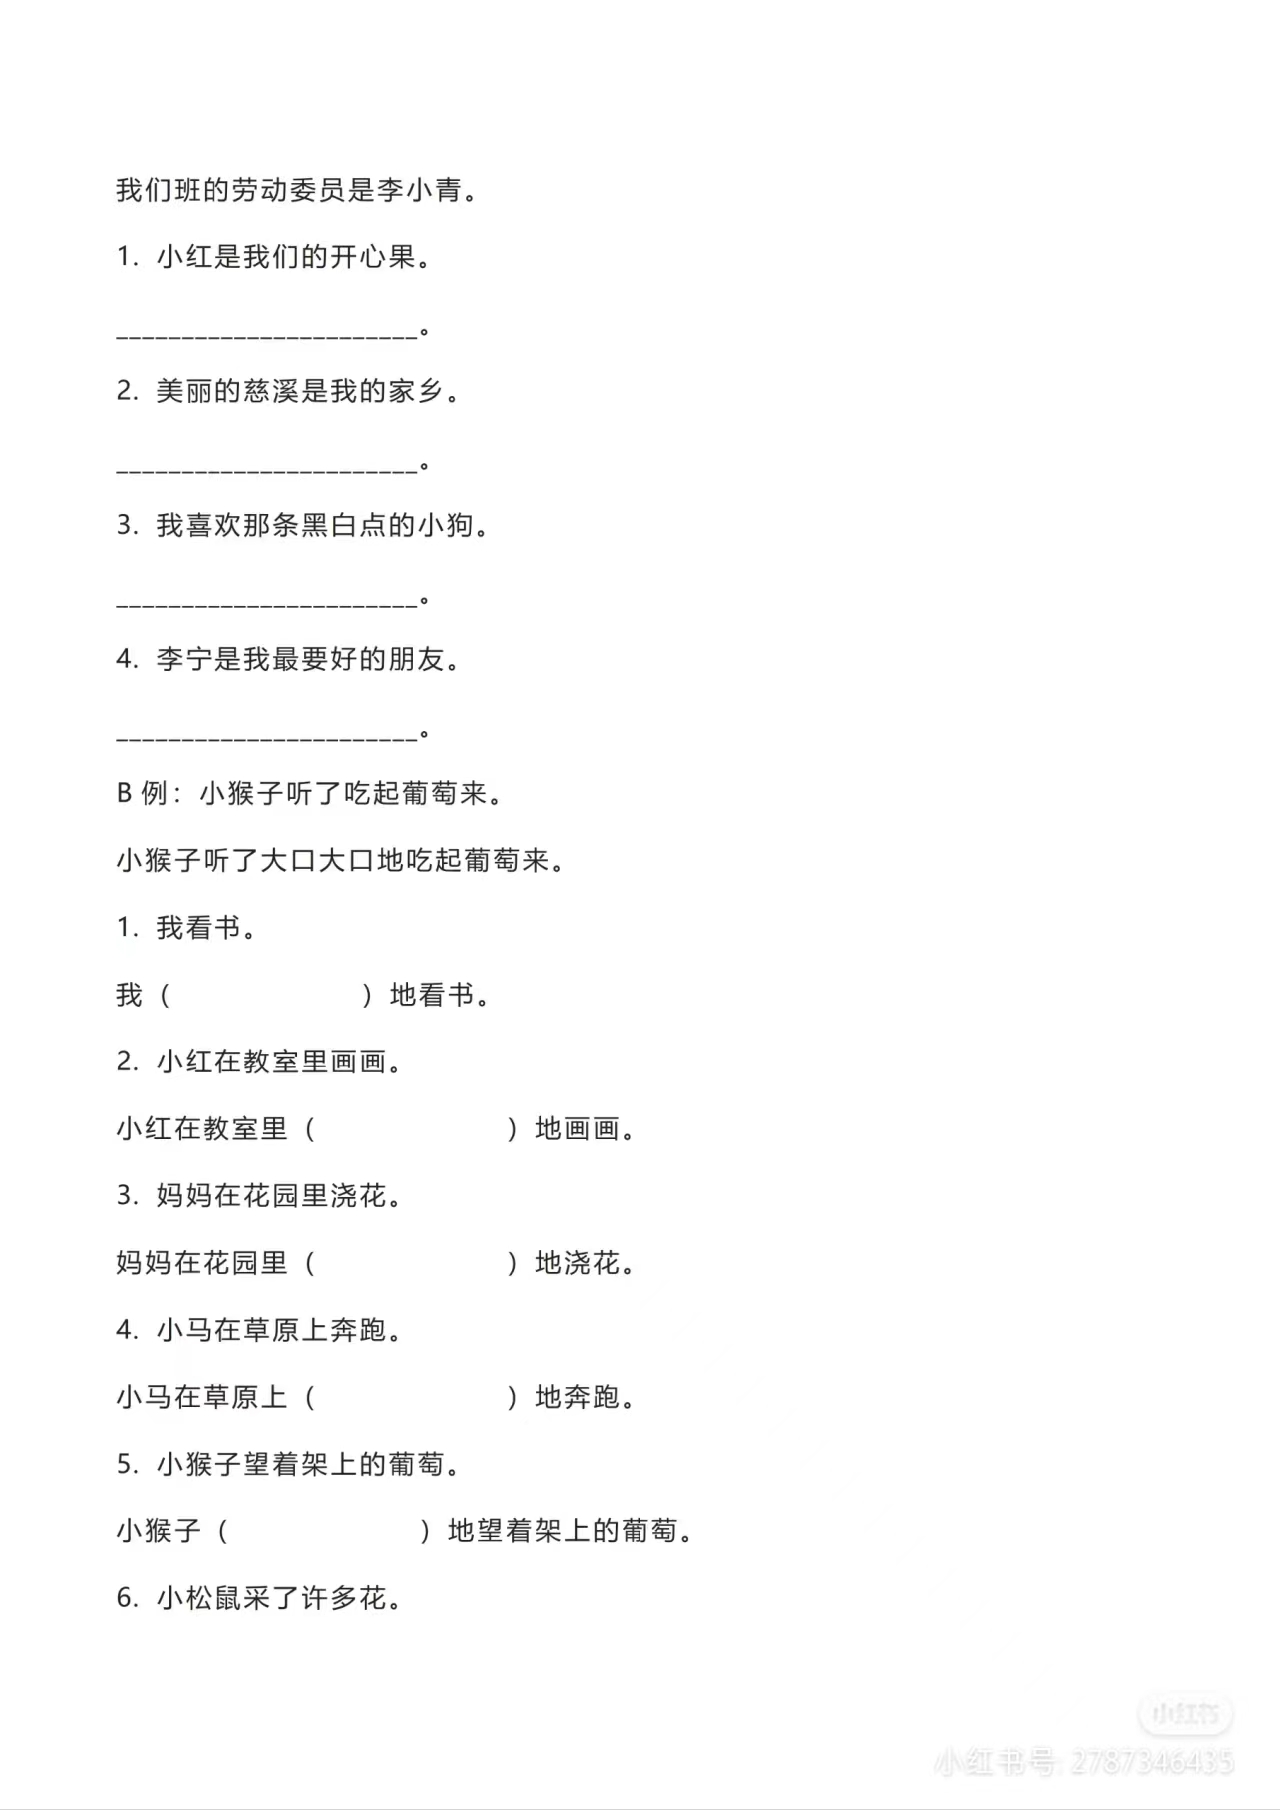 我们班的劳动委员是李小青。
1. 小红是我们的开心果。
_______________________。
2. 美丽的慈溪是我的家乡。
_______________________。
3. 我喜欢那条黑白点的小狗。
_______________________。
4. 李宁是我最要好的朋友。
_______________________。
B 例：小猴子听了吃起葡萄来。
小猴子听了大口大口地吃起葡萄来。
1. 我看书。
我（ ）地看书。
2. 小红在教室里画画。
小红在教室里（ ）地画画。
3. 妈妈在花园里浇花。
妈妈在花园里（ ）地浇花。
4. 小马在草原上奔跑。
小马在草原上（ ）地奔跑。
5. 小猴子望着架上的葡萄。
小猴子（ ）地望着架上的葡萄。
6. 小松鼠采了许多花。
小红书
小红书号: 2787346435